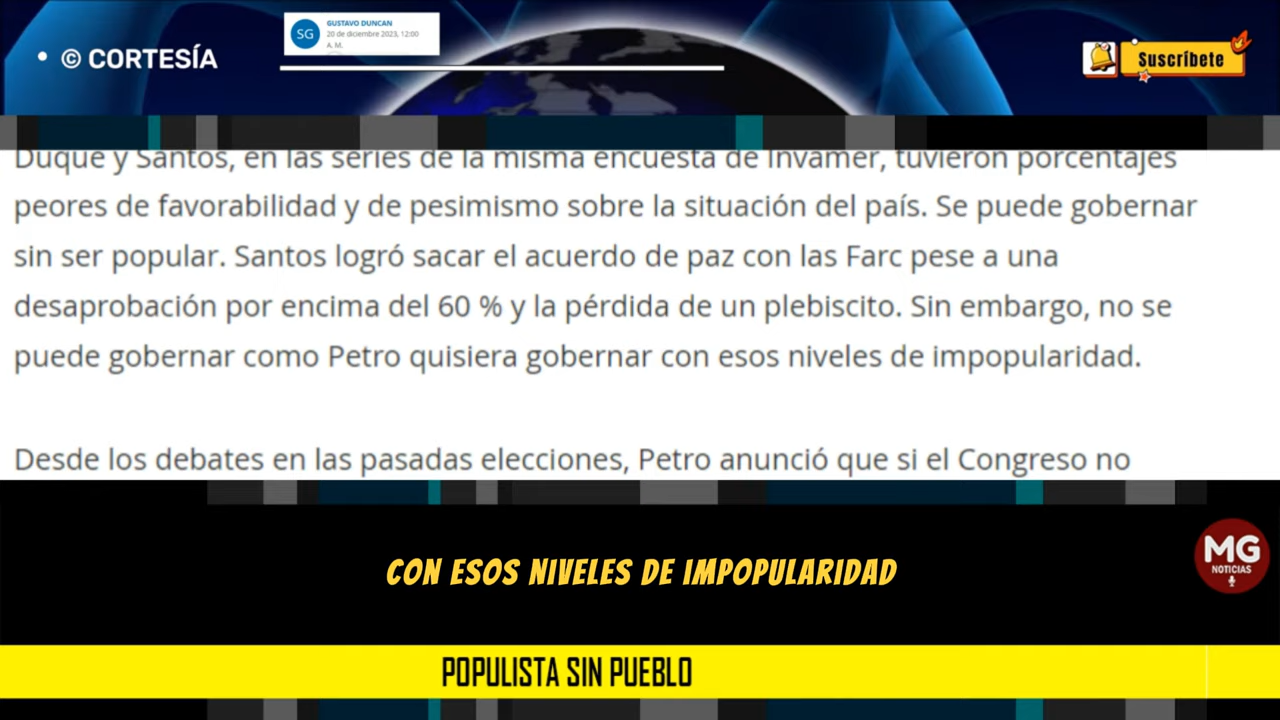 GUSTAVO DUNCAN
SG
20 de diciembre 2023, 12:00
A. M.
• © CORTESÍA
Suscríbete
Duque y Santos, en las series de la misma encuesta de Invamer, tuvieron porcentajes
peores de favorabilidad y de pesimismo sobre la situación del país. Se puede gobernar
sin ser popular. Santos logró sacar el acuerdo de paz con las Farc pese a una
desaprobación por encima del 60 % y la pérdida de un plebiscito. Sin embargo, no se
puede gobernar como Petro quisiera gobernar con esos niveles de impopularidad.
Desde los debates en las pasadas elecciones, Petro anunció que si el Congreso no
MG
NOTICIAS
CON ESOS NIVELES DE IMPOPULARIDAD
POPULISTA SIN PUEBLO